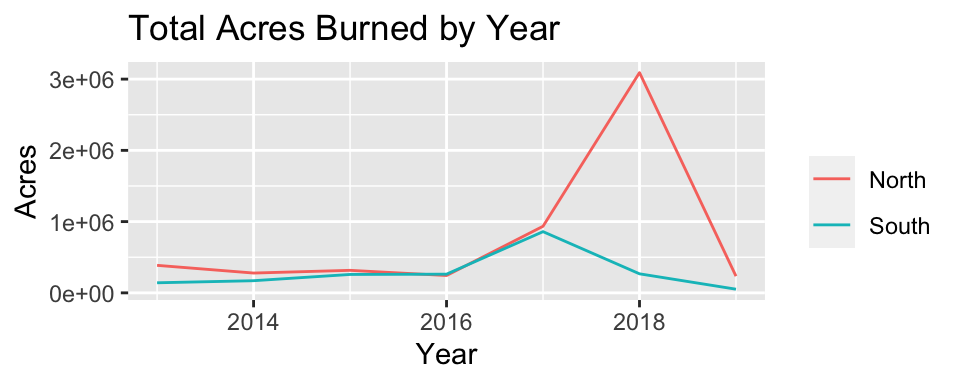 Total Acres Burned by Year
Acres
3e+06
2e+06
1e+06
0e+00
2014 2016 2018
Year
North
South